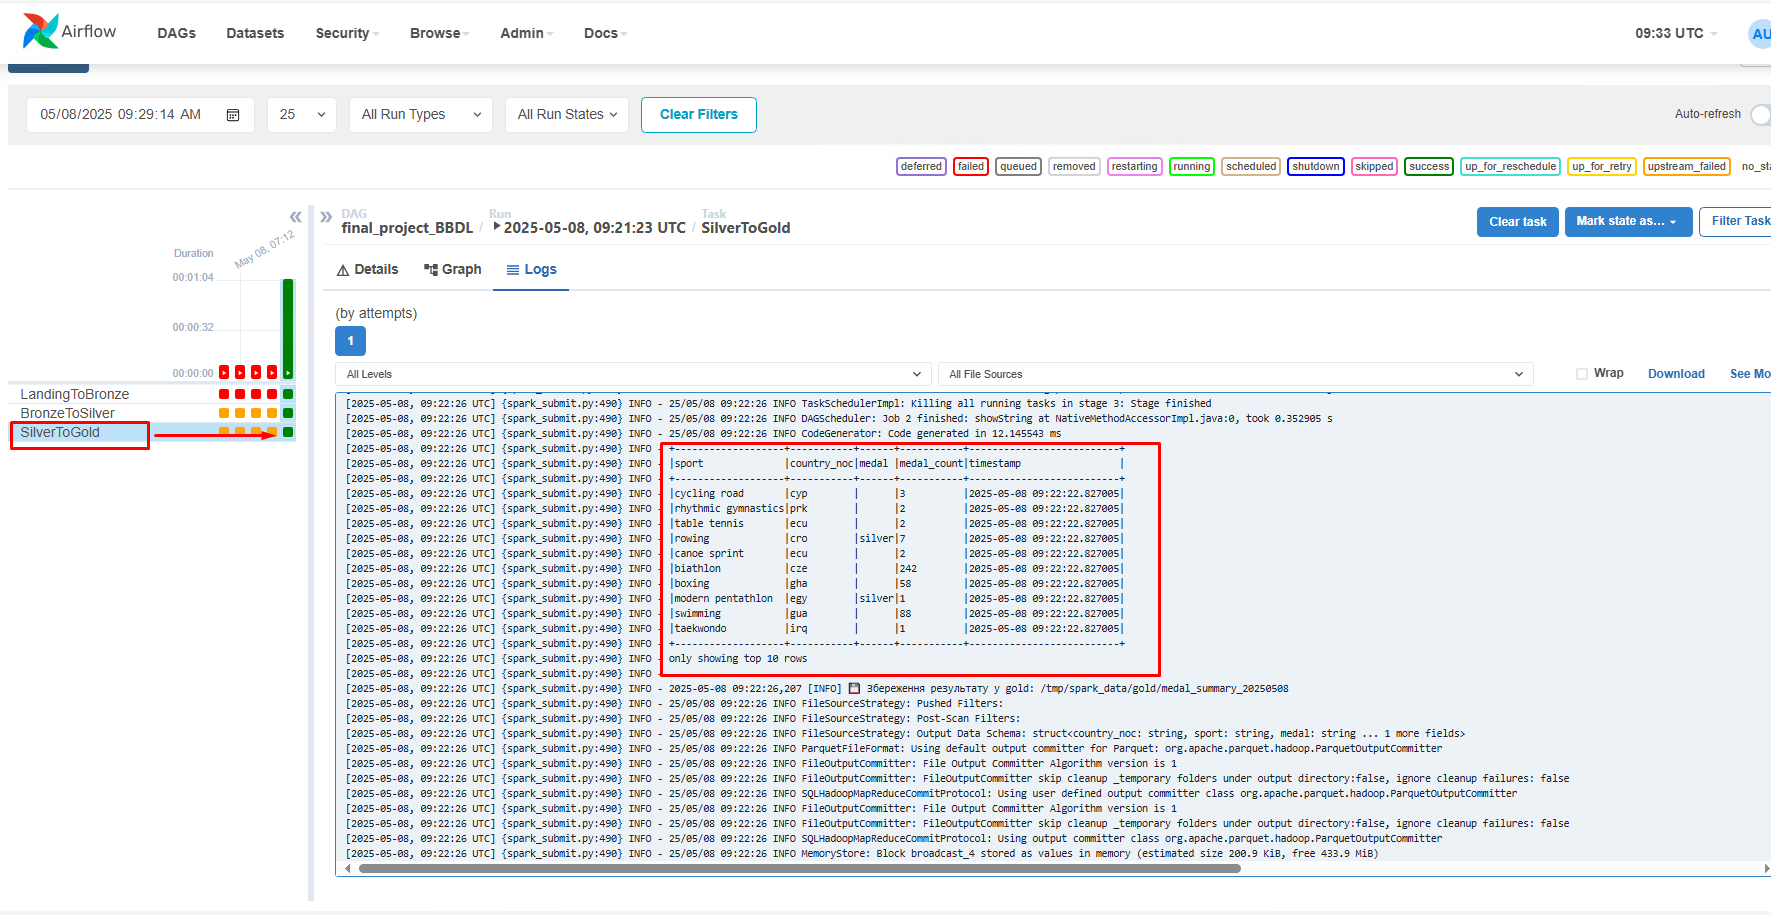 Airflow
DAGs Datasets Security Browse Admin Docs 09:33 UTC AU
05/08/2025 09:29:14 AM 25 All Run Types All Run States Clear Filters Auto-refresh
deferred failed queued removed restarting running scheduled shutdown skipped success up_for_reschedule up_for_retry upstream_failed no_sta
DAG Run Task
final_project_BBDL / 2025-05-08, 09:21:23 UTC / SilverToGold
Clear task Mark state as... Filter Task
Duration
May 08, 07:12
00:01:04
00:00:32
00:00:00
LandingToBronze
BronzeToSilver
SilverToGold
Details Graph Logs
(by attempts)
1
All Levels All File Sources Wrap Download See Mo
[2025-05-08, 09:22:26 UTC] {spark_submit.py:490} INFO - 25/05/08 09:22:26 INFO TaskSchedulerImpl: Killing all running tasks in stage 3: Stage finished
[2025-05-08, 09:22:26 UTC] {spark_submit.py:490} INFO - 25/05/08 09:22:26 INFO DAGScheduler: Job 2 finished: showString at NativeMethodAccessorImpl.java:0, took 0.352905 s
[2025-05-08, 09:22:26 UTC] {spark_submit.py:490} INFO - 25/05/08 09:22:26 INFO CodeGenerator: Code generated in 12.145543 ms
[2025-05-08, 09:22:26 UTC] {spark_submit.py:490} INFO - +------------------+-----------+------+-----------+--------------------------+
[2025-05-08, 09:22:26 UTC] {spark_submit.py:490} INFO - |sport |country_noc|medal |medal_count|timestamp |
[2025-05-08, 09:22:26 UTC] {spark_submit.py:490} INFO - +------------------+-----------+------+-----------+--------------------------+
[2025-05-08, 09:22:26 UTC] {spark_submit.py:490} INFO - |cycling road |cyp | |3 |2025-05-08 09:22:22.827005|
[2025-05-08, 09:22:26 UTC] {spark_submit.py:490} INFO - |rhythmic gymnastics|prk | |2 |2025-05-08 09:22:22.827005|
[2025-05-08, 09:22:26 UTC] {spark_submit.py:490} INFO - |table tennis |ecu | |2 |2025-05-08 09:22:22.827005|
[2025-05-08, 09:22:26 UTC] {spark_submit.py:490} INFO - |rowing |cro |silver|7 |2025-05-08 09:22:22.827005|
[2025-05-08, 09:22:26 UTC] {spark_submit.py:490} INFO - |canoe sprint |ecu | |2 |2025-05-08 09:22:22.827005|
[2025-05-08, 09:22:26 UTC] {spark_submit.py:490} INFO - |biathlon |cze | |242 |2025-05-08 09:22:22.827005|
[2025-05-08, 09:22:26 UTC] {spark_submit.py:490} INFO - |boxing |gha | |58 |2025-05-08 09:22:22.827005|
[2025-05-08, 09:22:26 UTC] {spark_submit.py:490} INFO - |modern pentathlon |egy |silver|1 |2025-05-08 09:22:22.827005|
[2025-05-08, 09:22:26 UTC] {spark_submit.py:490} INFO - |swimming |gua | |88 |2025-05-08 09:22:22.827005|
[2025-05-08, 09:22:26 UTC] {spark_submit.py:490} INFO - |taekwondo |irq | |1 |2025-05-08 09:22:22.827005|
[2025-05-08, 09:22:26 UTC] {spark_submit.py:490} INFO - +------------------+-----------+------+-----------+--------------------------+
[2025-05-08, 09:22:26 UTC] {spark_submit.py:490} INFO - only showing top 10 rows
[2025-05-08, 09:22:26 UTC] {spark_submit.py:490} INFO -
[2025-05-08, 09:22:26 UTC] {spark_submit.py:490} INFO - 2025-05-08 09:22:26,207 [INFO] 💾 Збереження результату у gold: /tmp/spark_data/gold/medal_summary_20250508
[2025-05-08, 09:22:26 UTC] {spark_submit.py:490} INFO - 25/05/08 09:22:26 INFO FileSourceStrategy: Pushed Filters:
[2025-05-08, 09:22:26 UTC] {spark_submit.py:490} INFO - 25/05/08 09:22:26 INFO FileSourceStrategy: Post-Scan Filters:
[2025-05-08, 09:22:26 UTC] {spark_submit.py:490} INFO - 25/05/08 09:22:26 INFO FileSourceStrategy: Output Data Schema: struct<country_noc: string, sport: string, medal: string ... 1 more fields>
[2025-05-08, 09:22:26 UTC] {spark_submit.py:490} INFO - 25/05/08 09:22:26 INFO ParquetFileFormat: Using default output committer for Parquet: org.apache.parquet.hadoop.ParquetOutputCommitter
[2025-05-08, 09:22:26 UTC] {spark_submit.py:490} INFO - 25/05/08 09:22:26 INFO FileOutputCommitter: File Output Committer Algorithm version is 1
[2025-05-08, 09:22:26 UTC] {spark_submit.py:490} INFO - 25/05/08 09:22:26 INFO FileOutputCommitter: FileOutputCommitter skip cleanup _temporary folders under output directory:false, ignore cleanup failures: false
[2025-05-08, 09:22:26 UTC] {spark_submit.py:490} INFO - 25/05/08 09:22:26 INFO SQLHadoopMapReduceCommitProtocol: Using user defined output committer class org.apache.parquet.hadoop.ParquetOutputCommitter
[2025-05-08, 09:22:26 UTC] {spark_submit.py:490} INFO - 25/05/08 09:22:26 INFO FileOutputCommitter: File Output Committer Algorithm version is 1
[2025-05-08, 09:22:26 UTC] {spark_submit.py:490} INFO - 25/05/08 09:22:26 INFO FileOutputCommitter: FileOutputCommitter skip cleanup _temporary folders under output directory:false, ignore cleanup failures: false
[2025-05-08, 09:22:26 UTC] {spark_submit.py:490} INFO - 25/05/08 09:22:26 INFO SQLHadoopMapReduceCommitProtocol: Using output committer class org.apache.parquet.hadoop.ParquetOutputCommitter
[2025-05-08, 09:22:26 UTC] {spark_submit.py:490} INFO - 25/05/08 09:22:26 INFO MemoryStore: Block broadcast_4 stored as values in memory (estimated size 200.9 KiB, free 433.9 MiB)